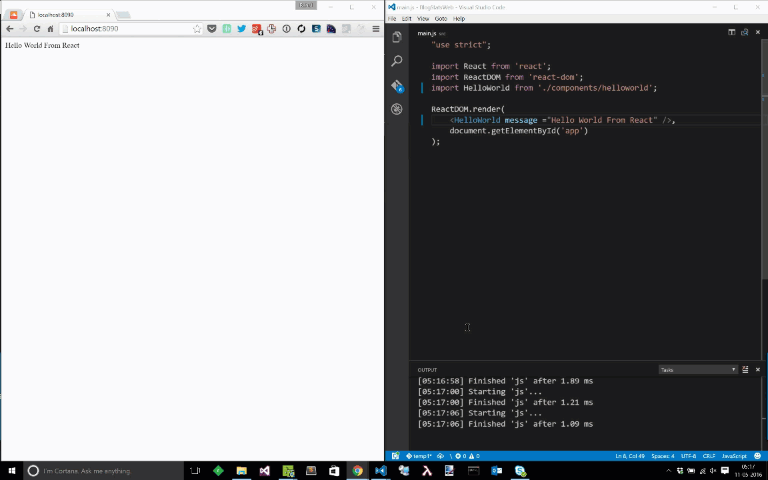 localhost:8090
localhost:8090
Hello World From React
main.js - BlogMattWeb - Visual Studio Code
File Edit View Goto Help
main.js
"use strict";
import React from 'react';
import ReactDOM from 'react-dom';
import HelloWorld from './components/helloworld';
ReactDOM.render(
<HelloWorld message ="Hello World From React" />,
document.getElementById('app')
);
OUTPUT
Tasks
[05:16:58] Finished 'js' after 1.89 ms
[05:17:00] Starting 'js'...
[05:17:00] Finished 'js' after 1.21 ms
[05:17:06] Starting 'js'...
[05:17:06] Finished 'js' after 1.09 ms
temp1*
0
0
Ln 8, Col 49
Spaces: 4
UTF-8
CRLF
JavaScript
I'm Cortana. Ask me anything.
05:17
11-05-2016